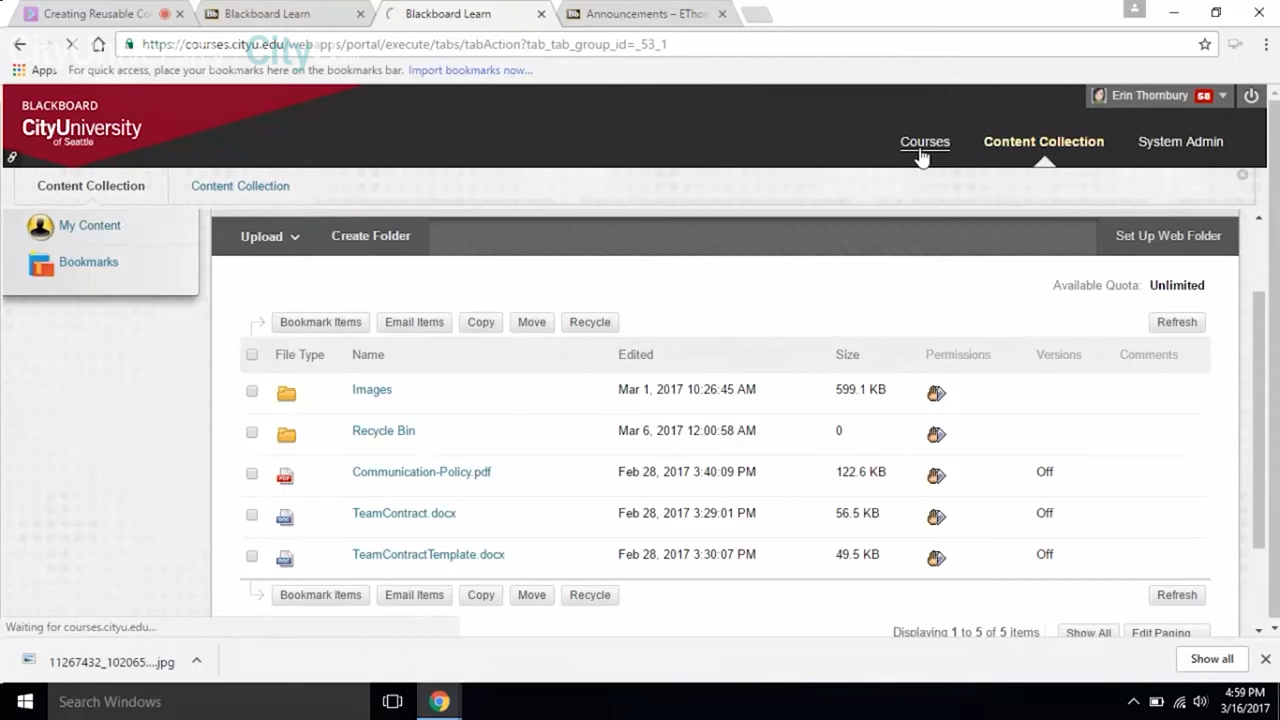 Creating Reusable Co
Blackboard Learn
Blackboard Learn
Announcements – EThor
https://courses.cityu.edu/webapps/portal/execute/tabs/tabAction?tab_tab_group_id=_53_1
Apps
For quick access, place your bookmarks here on the bookmarks bar. Import bookmarks now...
BLACKBOARD
CityUniversity
of Seattle
Erin Thornbury 58
Courses
Content Collection
System Admin
Content Collection
Content Collection
My Content
Bookmarks
Upload
Create Folder
Set Up Web Folder
Available Quota: Unlimited
Bookmark Items Email Items Copy Move Recycle Refresh
File Type Name Edited Size Permissions Versions Comments
Images Mar 1, 2017 10:26:45 AM 599.1 KB
Recycle Bin Mar 6, 2017 12:00:58 AM 0
Communication-Policy.pdf Feb 28, 2017 3:40:09 PM 122.6 KB Off
TeamContract.docx Feb 28, 2017 3:29:01 PM 56.5 KB Off
TeamContractTemplate.docx Feb 28, 2017 3:30:07 PM 49.5 KB Off
Bookmark Items Email Items Copy Move Recycle Refresh
Displaying 1 to 5 of 5 items Show All Edit Paging...
Waiting for courses.cityu.edu...
11267432_102065....jpg
Show all
Search Windows
4:59 PM
3/16/2017